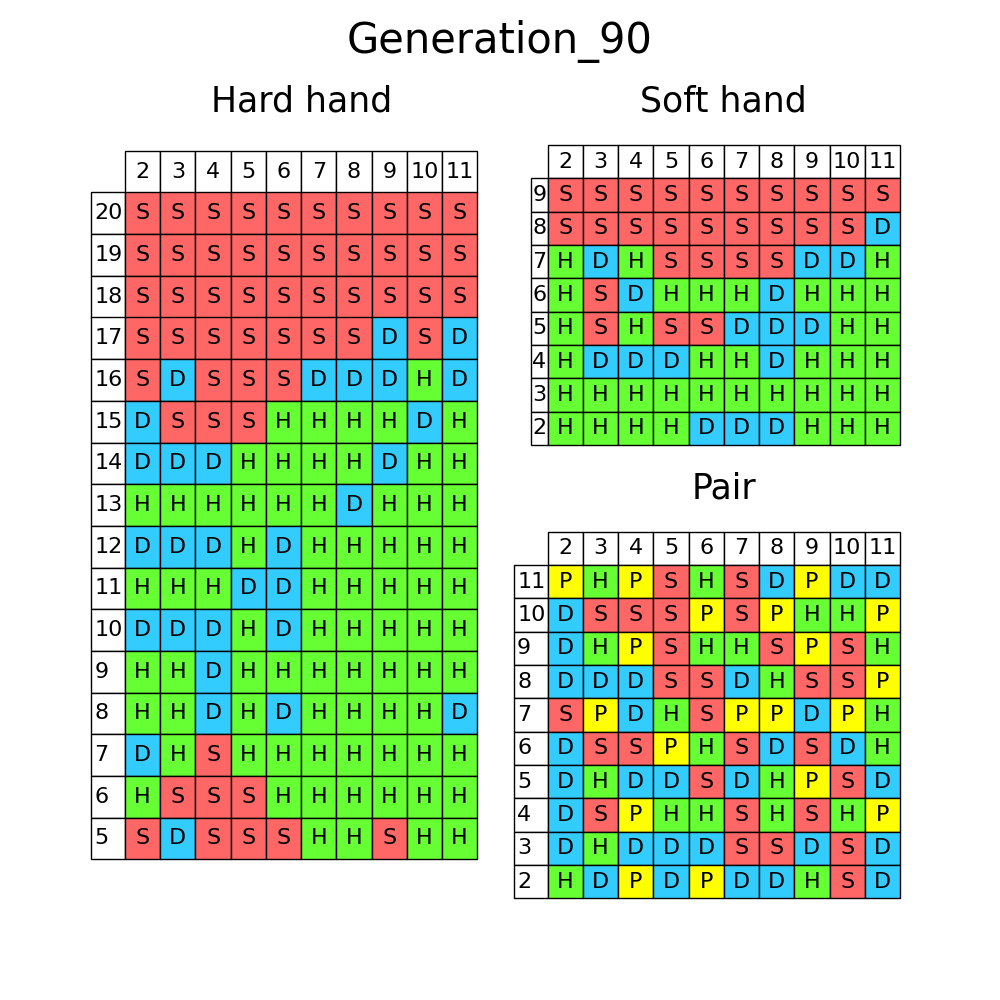 Generation_90
Hard hand
2 3 4 5 6 7 8 9 10 11
20 S S S S S S S S S S
19 S S S S S S S S S S
18 S S S S S S S S S S
17 S S S S S S S D S D
16 S D S S S D D D H D
15 D S S S H H H H D H
14 D D D H H H H D H H
13 H H H H H H D H H H
12 D D D H D H H H H H
11 H H H D D H H H H H
10 D D D H D H H H H H
9 H H D H H H H H H H
8 H H D H D H H H H D
7 D H S H H H H H H H
6 H S S S H H H H H H
5 S D S S S H H S H H
Soft hand
2 3 4 5 6 7 8 9 10 11
9 S S S S S S S S S S
8 S S S S S S S S S D
7 H D H S S S S D D H
6 H S D H H H D H H H
5 H S H S S D D D H H
4 H D D D H H D H H H
3 H H H H H H H H H H
2 H H H H D D D H H H
Pair
2 3 4 5 6 7 8 9 10 11
11 P H P S H S D P D D
10 D S S S P S P H H P
9 D H P S H H S P S H
8 D D D S S D H S S P
7 S P D H S P P D P H
6 D S S P H S D S D H
5 D H D D S D H P S D
4 D S P H H S H S H P
3 D H D D D S S D S D
2 H D P D P D D H S D